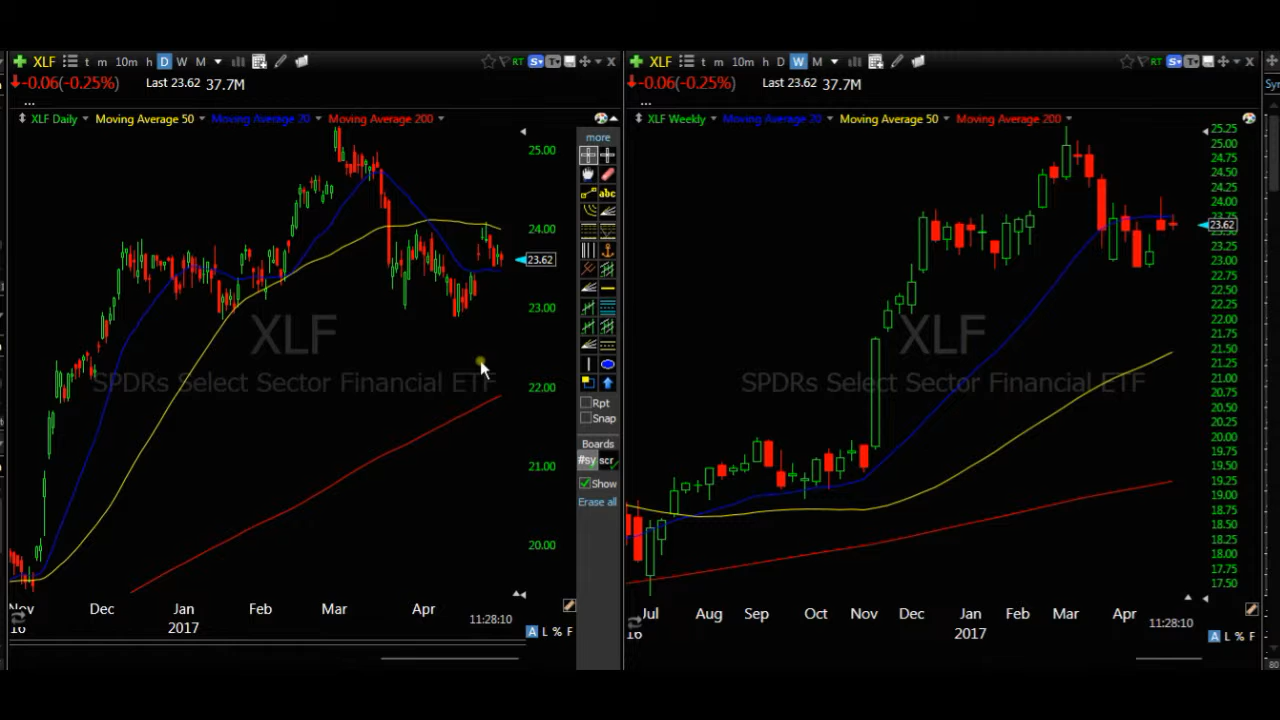 XLF t m 10m h D W M RT S T
-0.06(-0.25%) Last 23.62 37.7M
...
XLF Daily Moving Average 50 Moving Average 20 Moving Average 200
25.00
24.00
23.62
23.00
22.00
21.00
20.00
XLF
SPDRs Select Sector Financial ETF
Nov Dec Jan Feb Mar Apr
16 2017
11:28:10
A L % F
more
abc
Rpt
Snap
Boards
#sy scr
Show
Erase all
XLF t m 10m h D W M RT S T
-0.06(-0.25%) Last 23.62 37.7M
...
XLF Weekly Moving Average 20 Moving Average 50 Moving Average 200
25.25
25.00
24.75
24.50
24.25
24.00
23.75
23.62
23.00
22.75
22.50
22.25
22.00
21.75
21.50
21.25
21.00
20.75
20.50
20.25
20.00
19.75
19.50
19.25
19.00
18.75
18.50
18.25
18.00
17.75
17.50
XLF
SPDRs Select Sector Financial ETF
Jul Aug Sep Oct Nov Dec Jan Feb Mar Apr
16 2017
11:28:10
A L % F
Sy
80